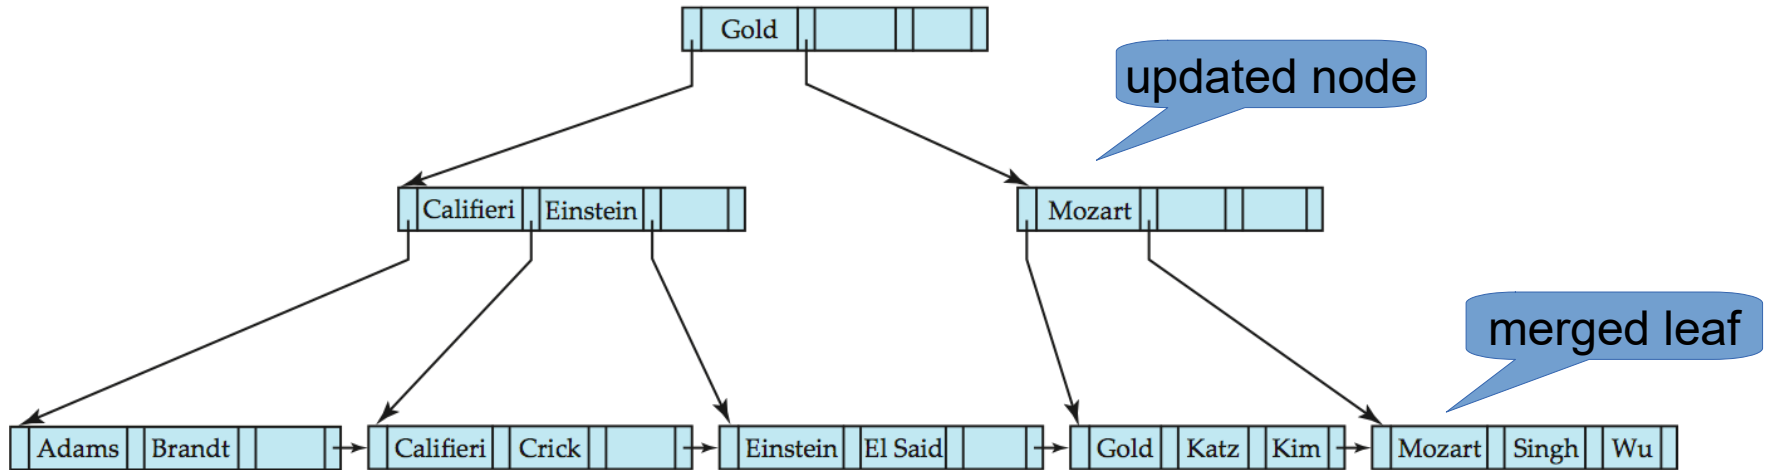 Gold
updated node
Califieri Einstein
Mozart
merged leaf
Adams Brandt
Califieri Crick
Einstein El Said
Gold Katz Kim
Mozart Singh Wu